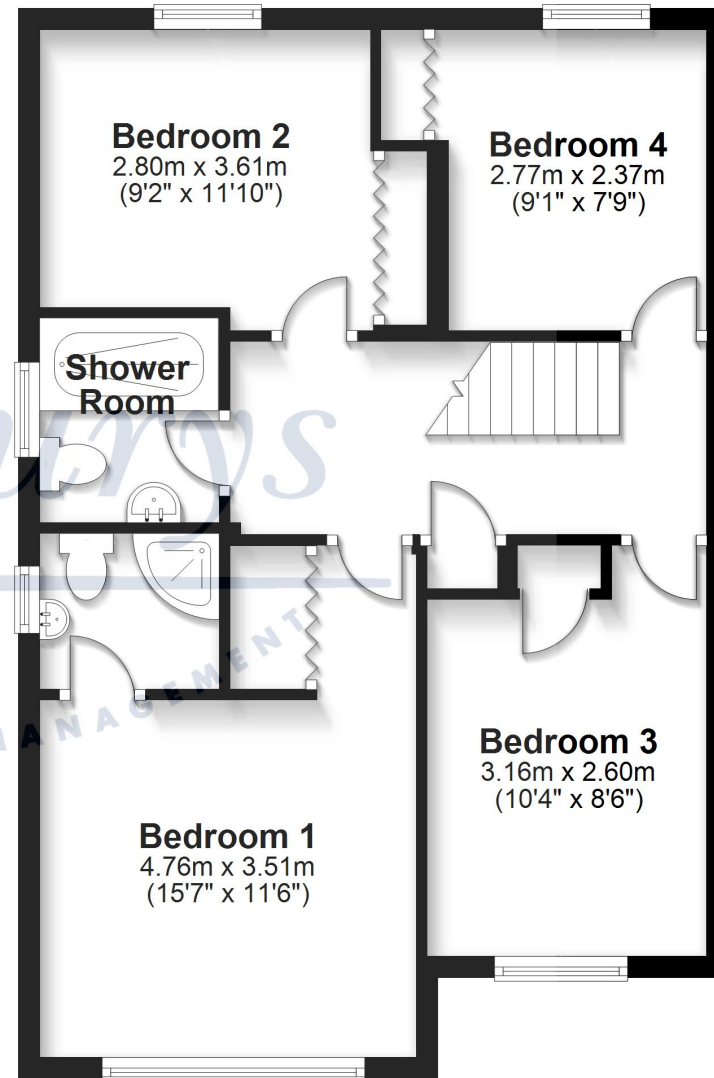 Bedroom 2
2.80m x 3.61m
(9'2" x 11'10")
Bedroom 4
2.77m x 2.37m
(9'1" x 7'9")
Shower
Room
urys
MANAGEMENT
Bedroom 3
3.16m x 2.60m
(10'4" x 8'6")
Bedroom 1
4.76m x 3.51m
(15'7" x 11'6")